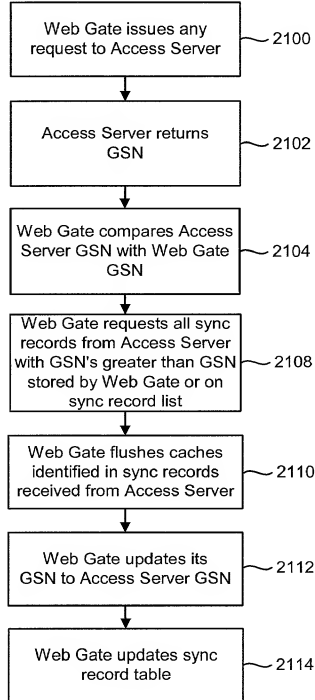 Web Gate issues any
request to Access Server
2100
Access Server returns
GSN
2102
Web Gate compares Access
Server GSN with Web Gate
GSN
2104
Web Gate requests all sync
records from Access Server
with GSN's greater than GSN
stored by Web Gate or on
sync record list
2108
Web Gate flushes caches
identified in sync records
received from Access Server
2110
Web Gate updates its
GSN to Access Server GSN
2112
Web Gate updates sync
record table
2114